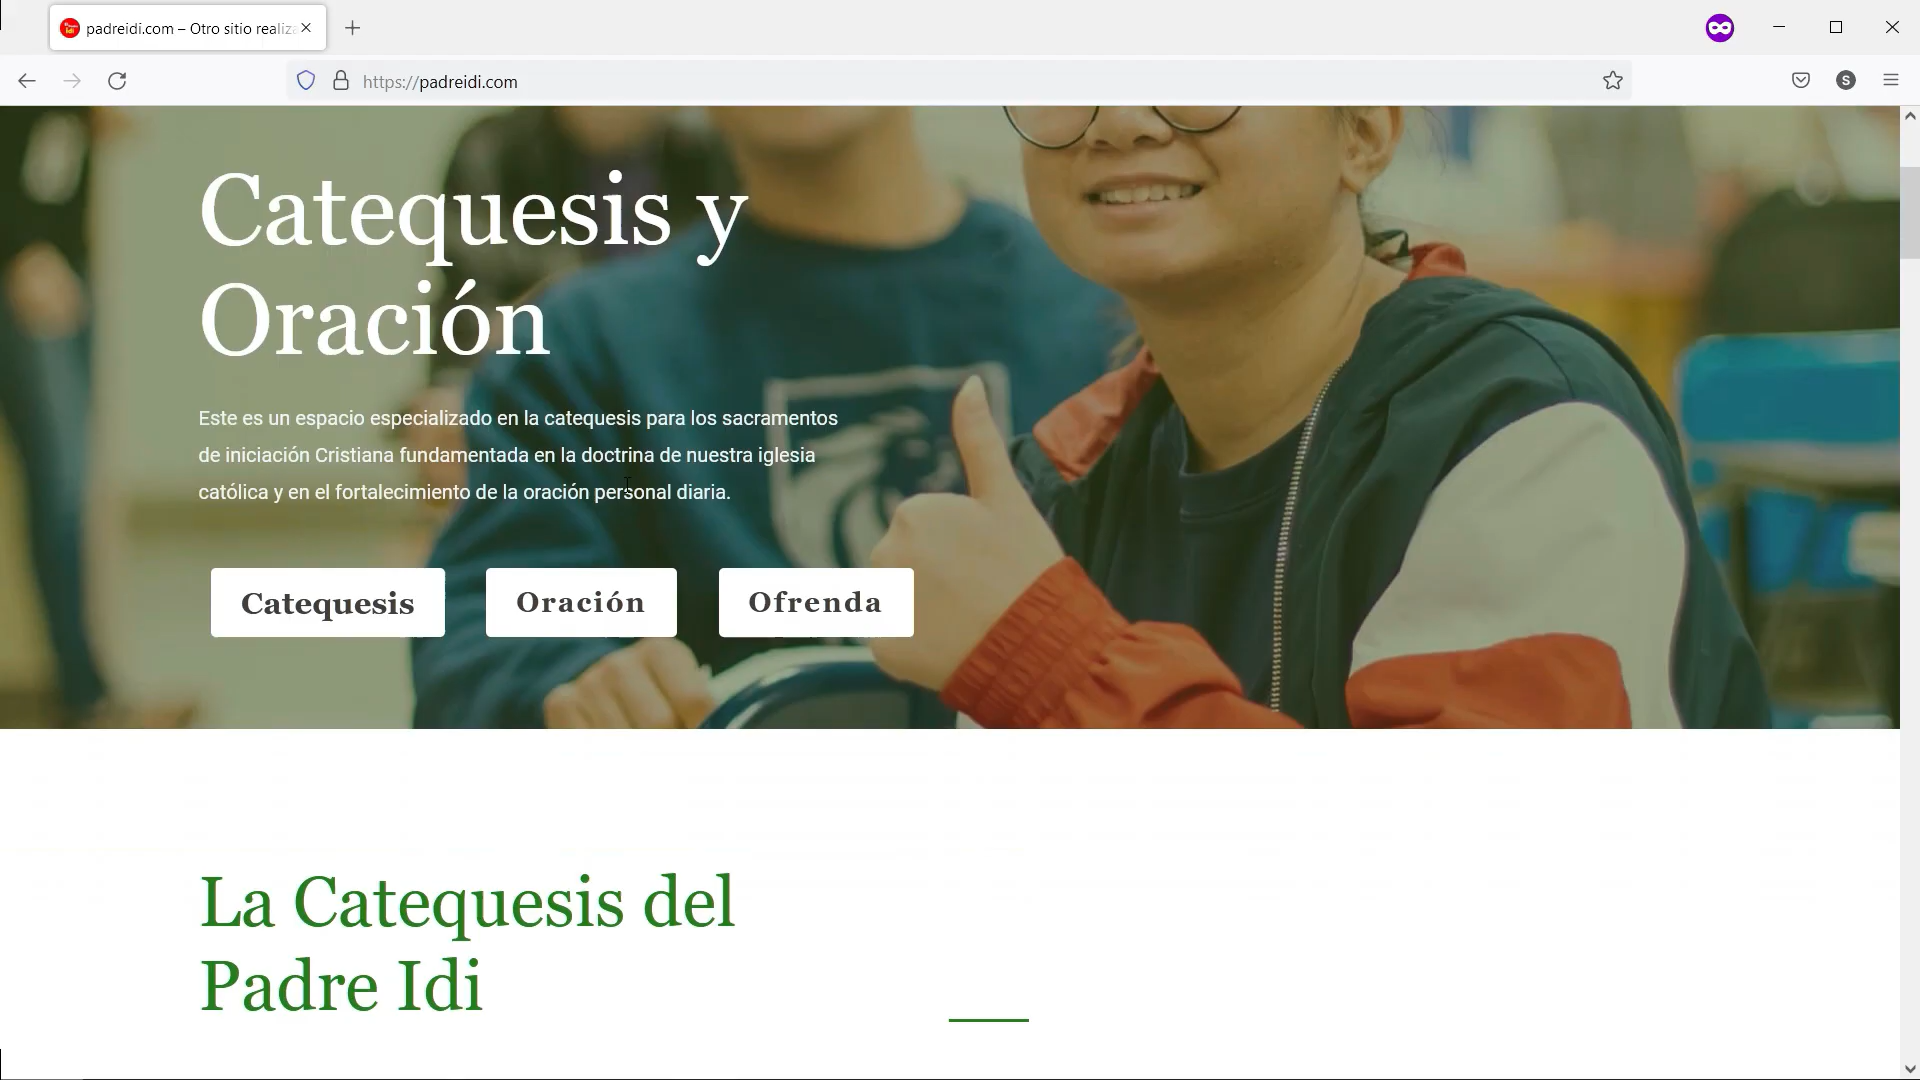 padreidi.com – Otro sitio realiza
https://padreidi.com
S
Catequesis y
Oración
Este es un espacio especializado en la catequesis para los sacramentos
de iniciación Cristiana fundamentada en la doctrina de nuestra iglesia
católica y en el fortalecimiento de la oración personal diaria.
Catequesis
Oración
Ofrenda
La Catequesis del
Padre Idi